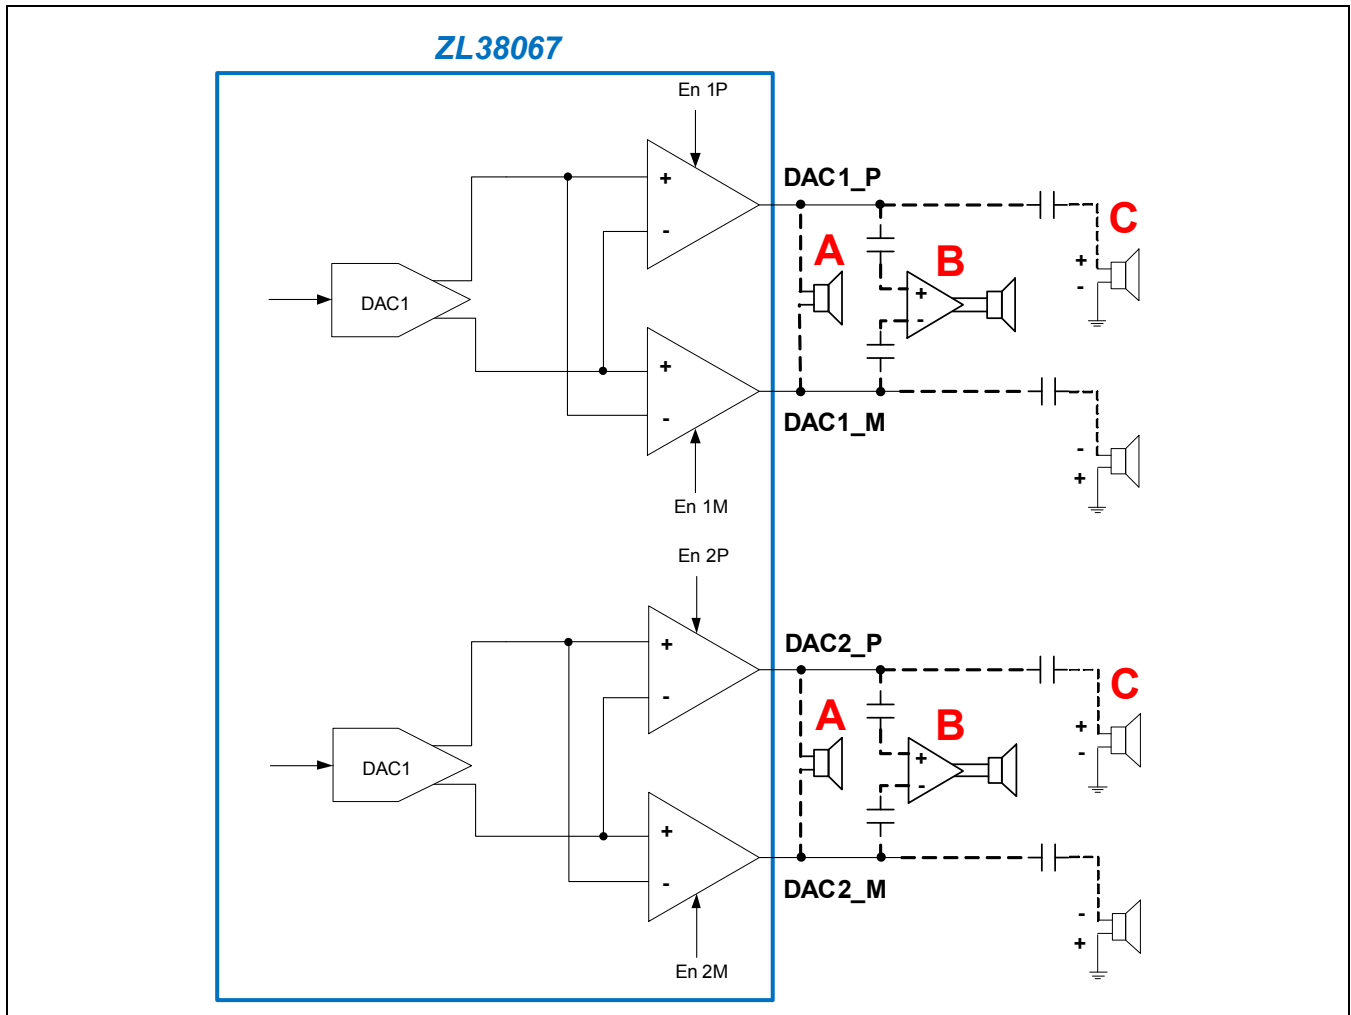 ZL38067
En 1P
DAC1_P
+
-
A
B
C
+
-
+
-
DAC1
+
-
DAC1_M
-
+
En 1M
En 2P
DAC2_P
+
-
A
B
C
+
-
+
-
DAC1
+
-
DAC2_M
-
+
En 2M